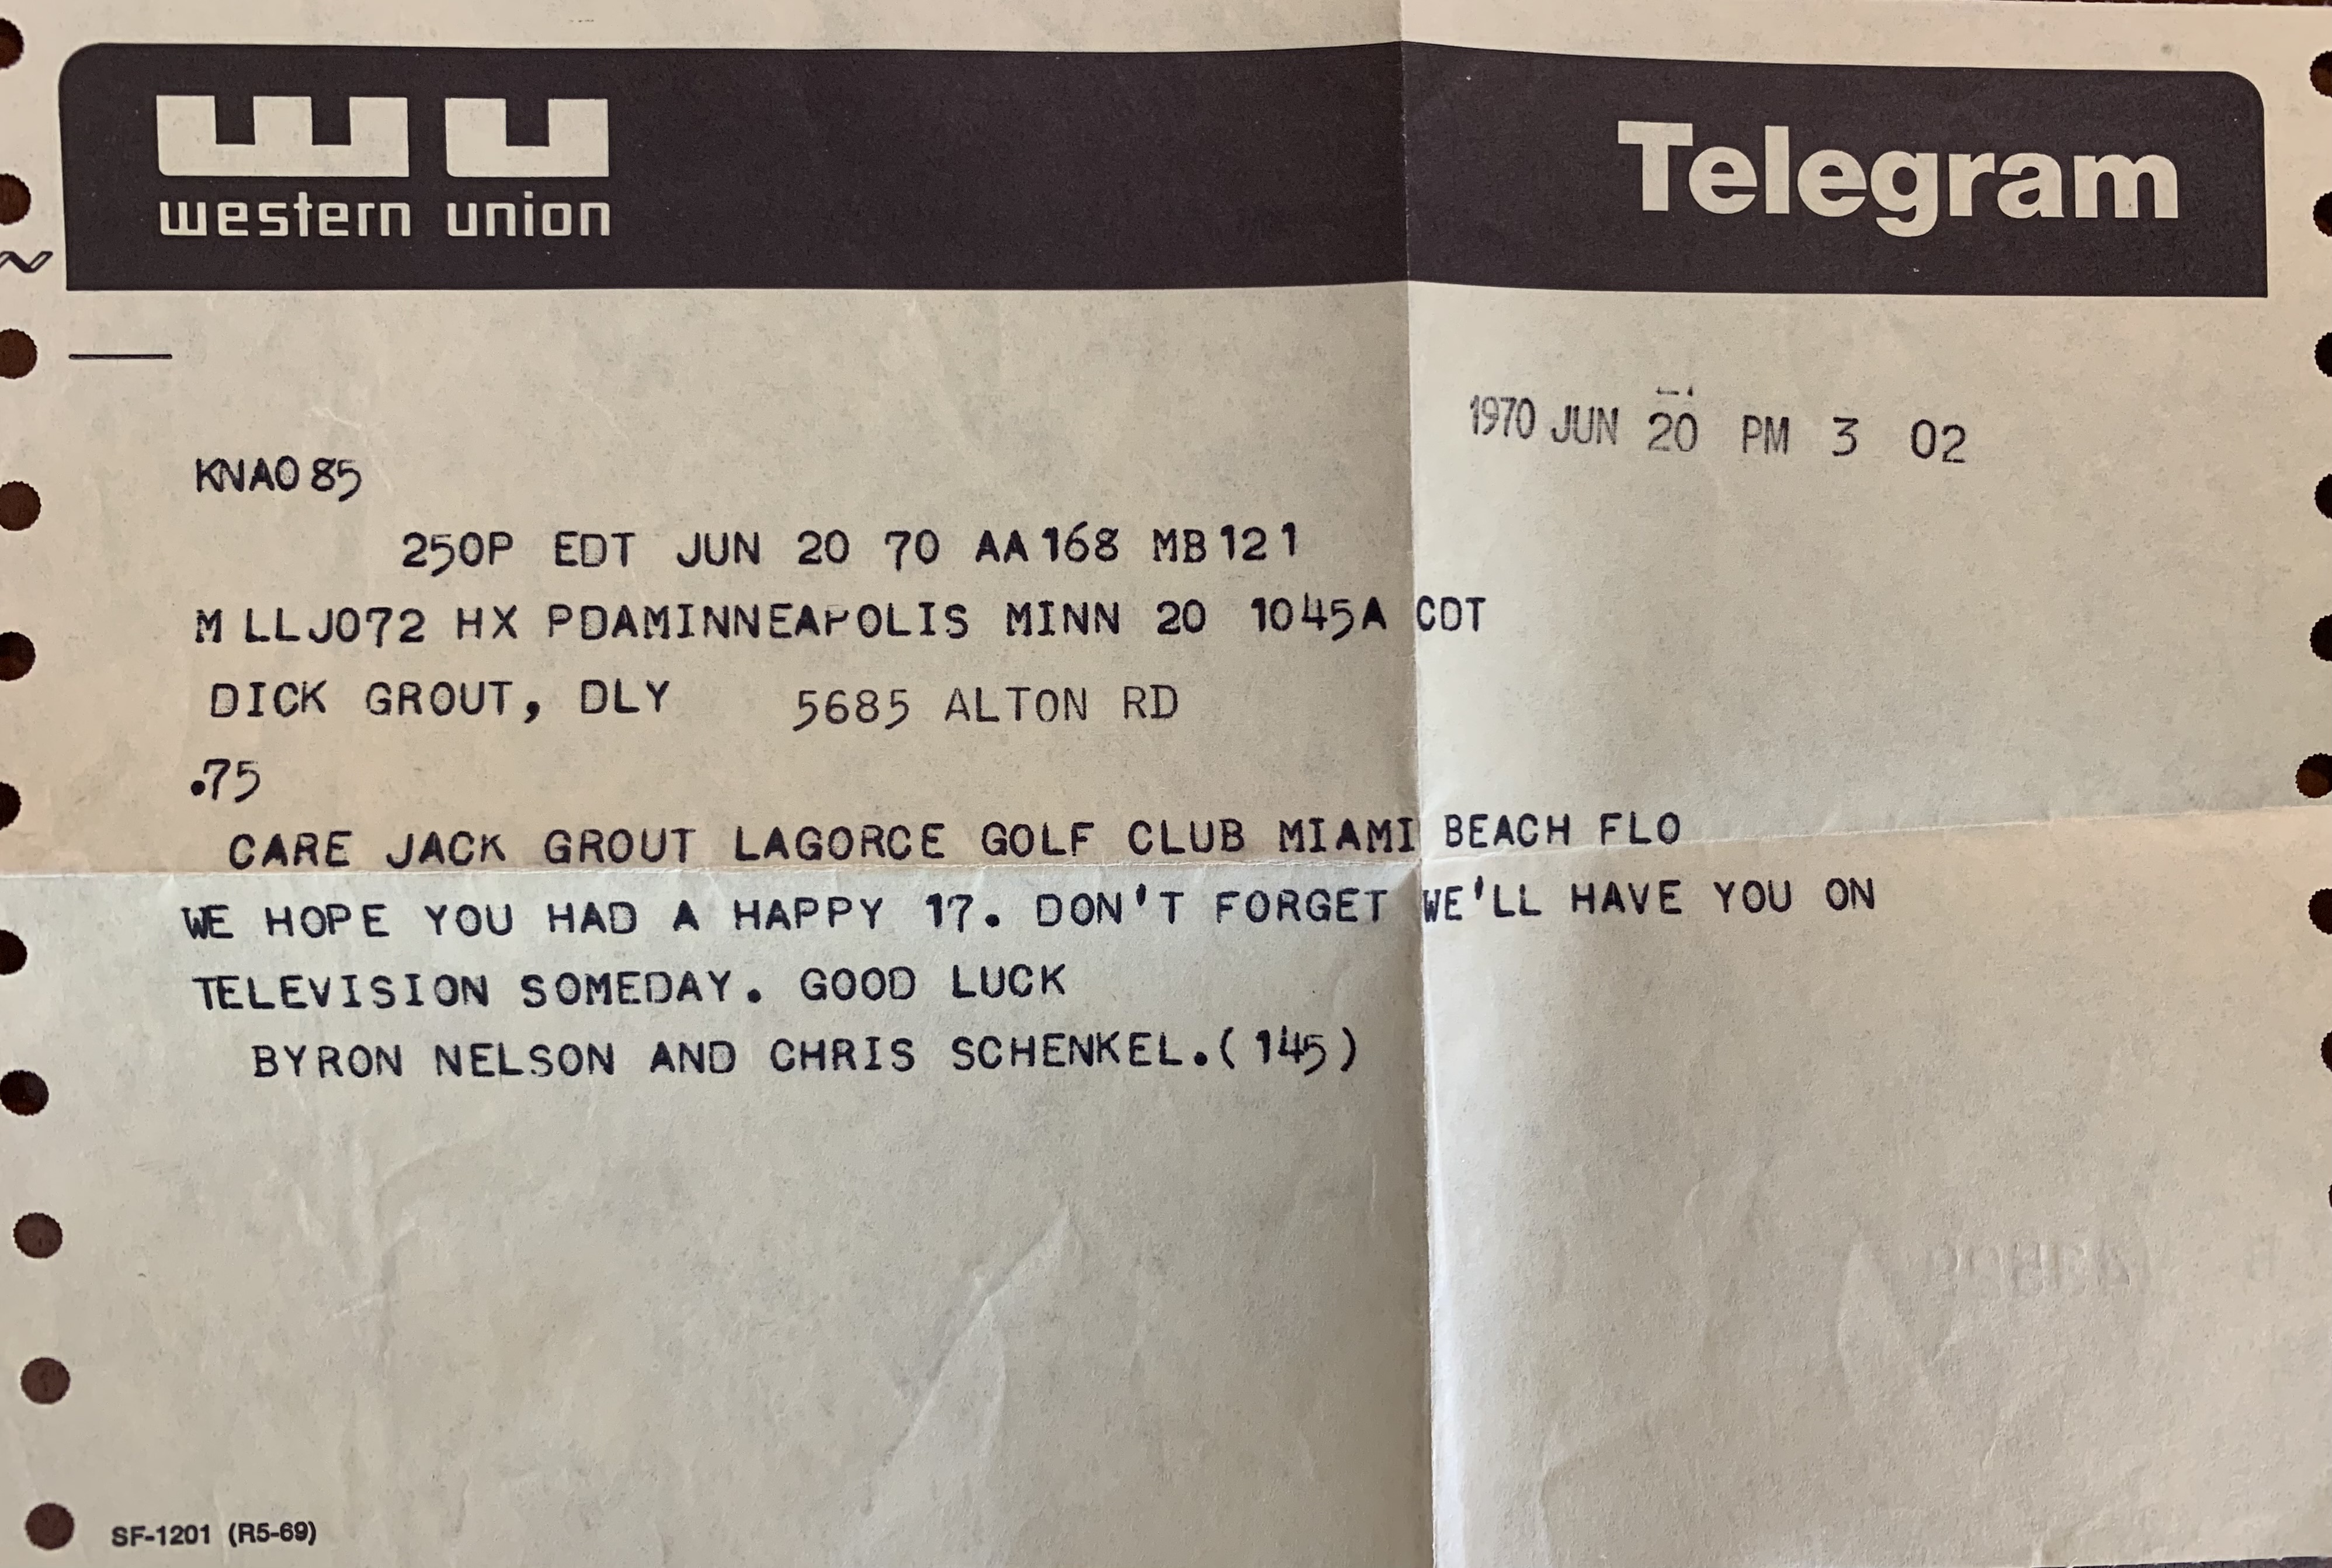 western union
Telegram
1970 JUN 20 PM 3 02
KNA085
250P EDT JUN 20 70 AA168 MB121
M LLJ072 HX PDAMINNEAPOLIS MINN 20 1045A CDT
DICK GROUT, DLY 5685 ALTON RD
.75
CARE JACK GROUT LAGORCE GOLF CLUB MIAMI BEACH FLO
WE HOPE YOU HAD A HAPPY 17. DON'T FORGET WE'LL HAVE YOU ON
TELEVISION SOMEDAY. GOOD LUCK
BYRON NELSON AND CHRIS SCHENKEL.(145)
SF-1201 (R5-69)